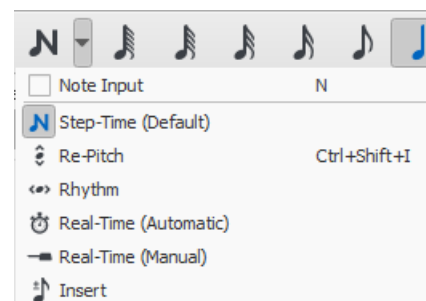 Note Input N
Step-Time (Default)
Re-Pitch Ctrl+Shift+I
Rhythm
Real-Time (Automatic)
Real-Time (Manual)
Insert